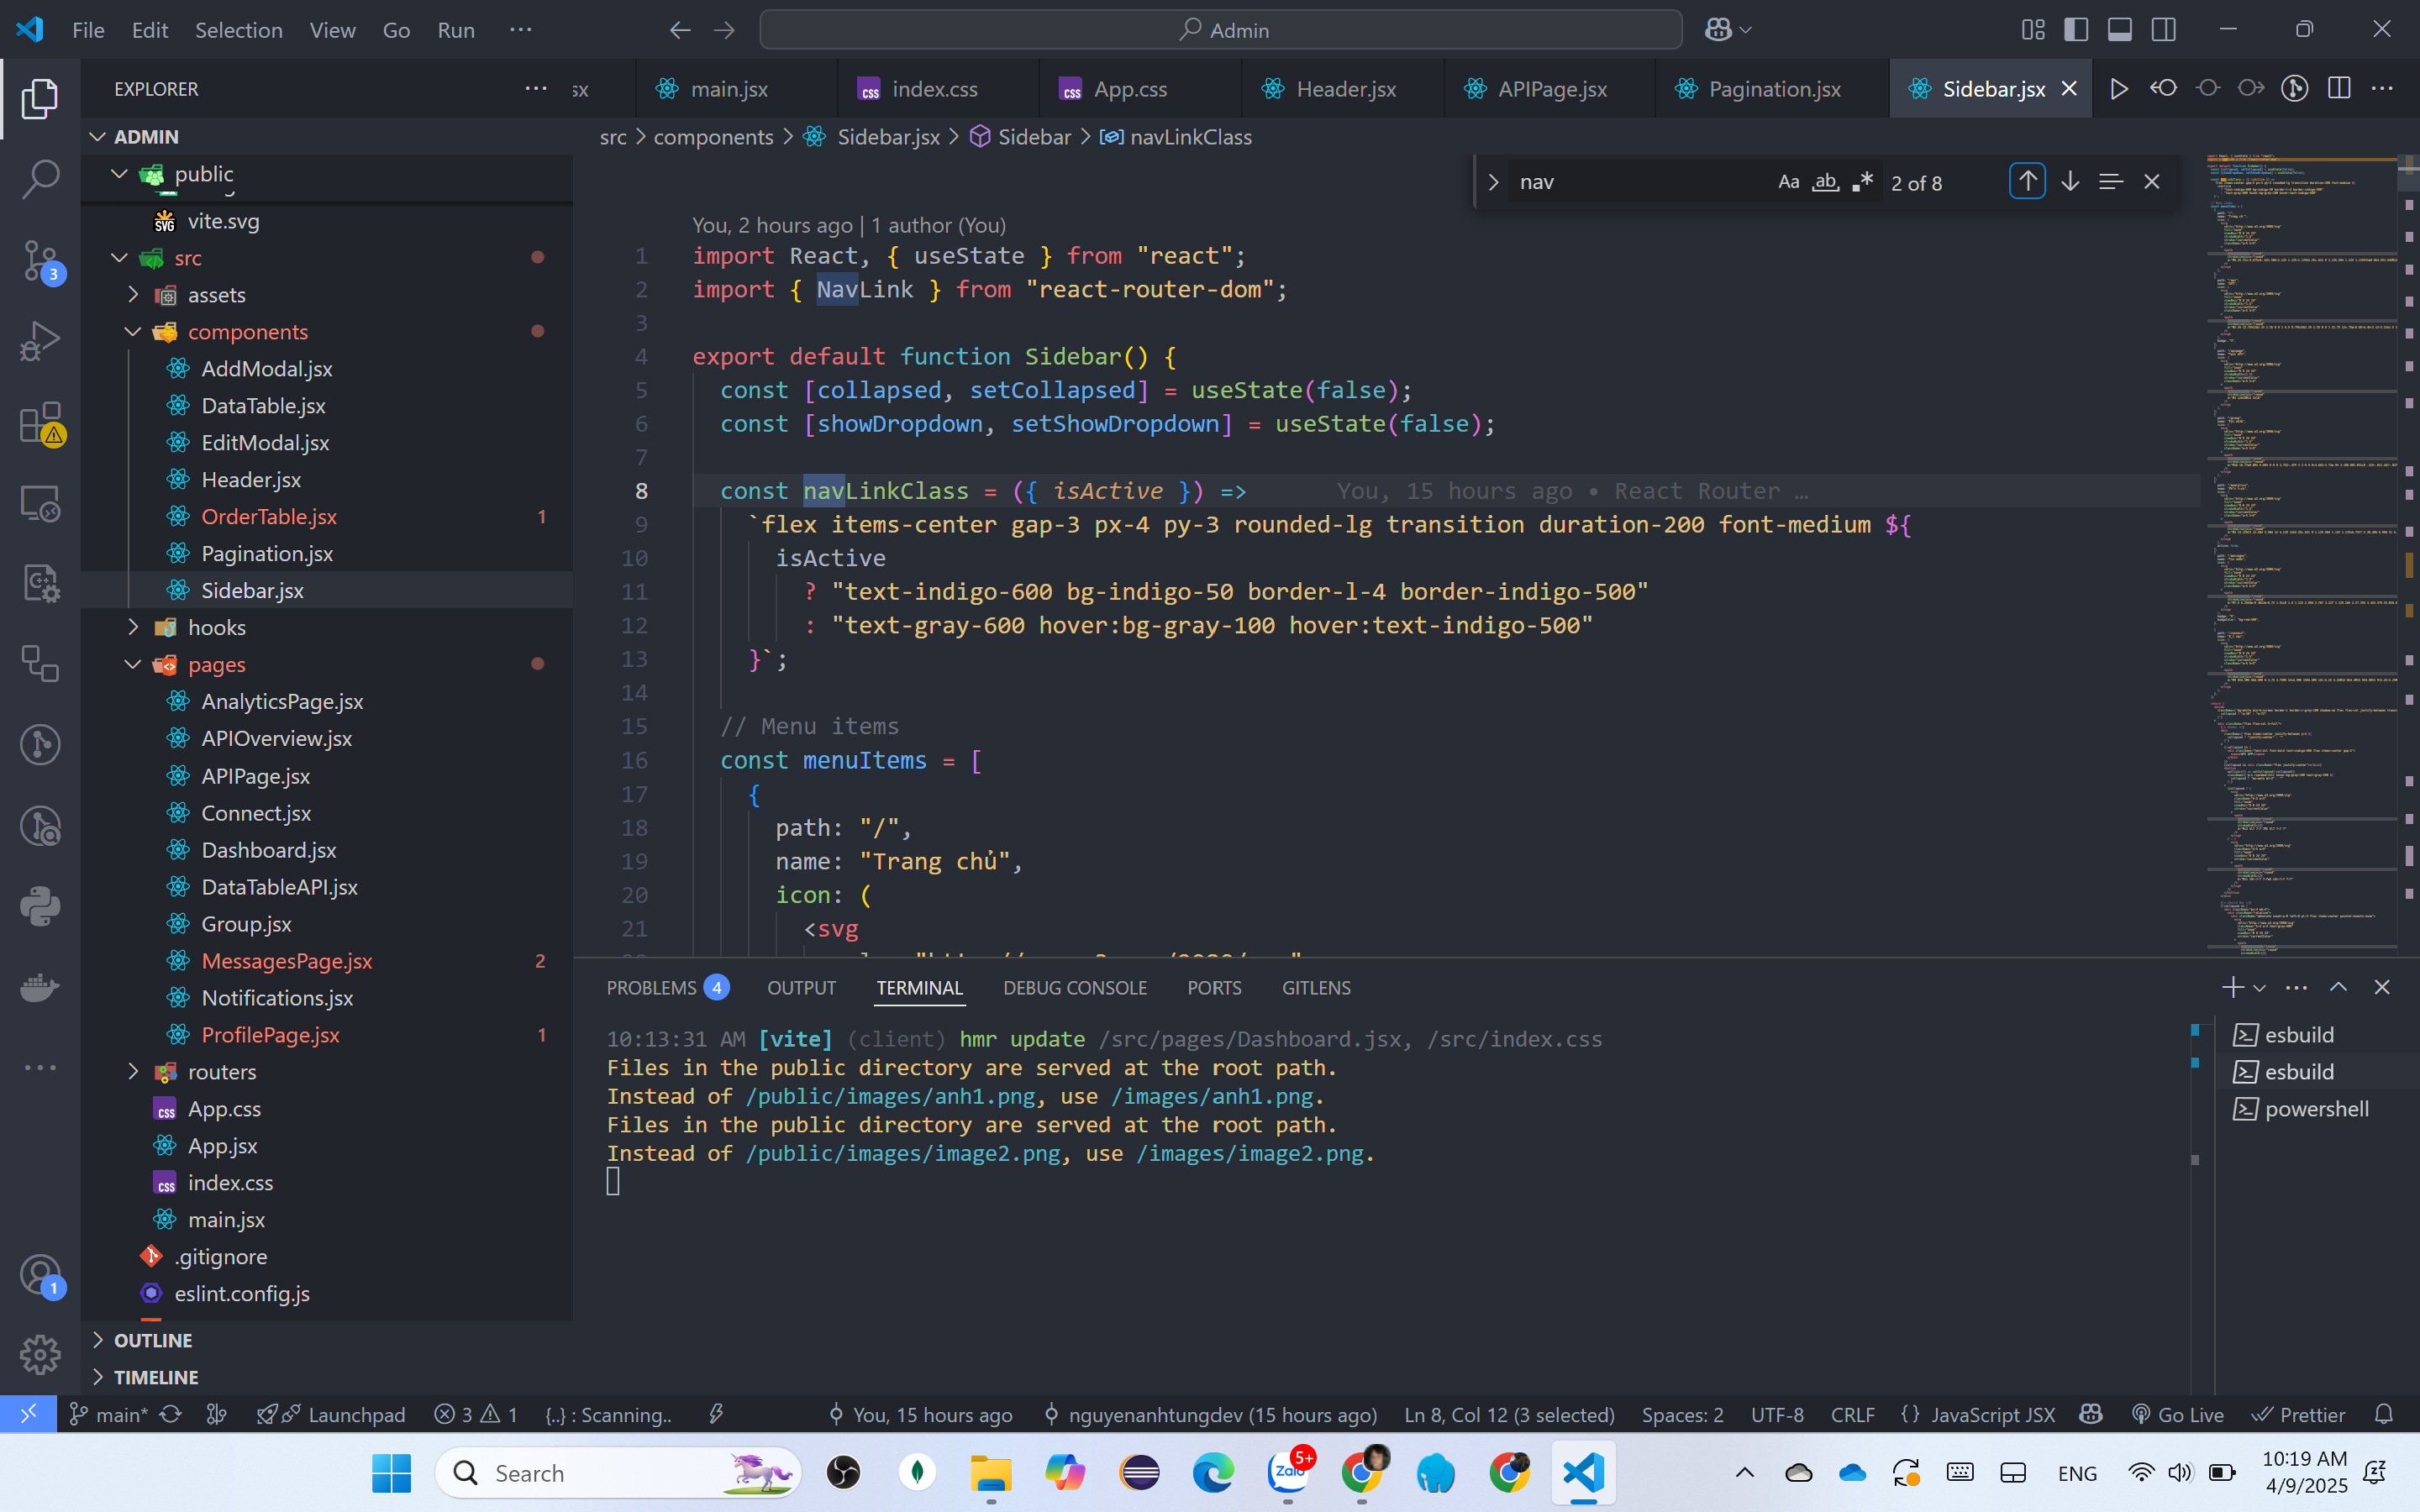 File Edit Selection View Go Run ···
Admin
EXPLORER
sx
main.jsx
index.css
App.css
Header.jsx
APIPage.jsx
Pagination.jsx
Sidebar.jsx
src > components > Sidebar.jsx > Sidebar > navLinkClass
ADMIN
public
vite.svg
src
assets
components
AddModal.jsx
DataTable.jsx
EditModal.jsx
Header.jsx
OrderTable.jsx 1
Pagination.jsx
Sidebar.jsx
hooks
pages
AnalyticsPage.jsx
APIOverview.jsx
APIPage.jsx
Connect.jsx
Dashboard.jsx
DataTableAPI.jsx
Group.jsx
MessagesPage.jsx 2
Notifications.jsx
ProfilePage.jsx 1
routers
App.css
App.jsx
index.css
main.jsx
.gitignore
eslint.config.js
OUTLINE
TIMELINE
3
1
nav
Aa ab .* 2 of 8
You, 2 hours ago | 1 author (You)
1 import React, { useState } from "react";
2 import { NavLink } from "react-router-dom";
3
4 export default function Sidebar() {
5 const [collapsed, setCollapsed] = useState(false);
6 const [showDropdown, setShowDropdown] = useState(false);
7
8 const navLinkClass = ({ isActive }) => You, 15 hours ago • React Router …
9 `flex items-center gap-3 px-4 py-3 rounded-lg transition duration-200 font-medium ${
10 isActive
11 ? "text-indigo-600 bg-indigo-50 border-l-4 border-indigo-500"
12 : "text-gray-600 hover:bg-gray-100 hover:text-indigo-500"
13 }`;
14
15 // Menu items
16 const menuItems = [
17 {
18 path: "/",
19 name: "Trang chủ",
20 icon: (
21 <svg
PROBLEMS 4 OUTPUT TERMINAL DEBUG CONSOLE PORTS GITLENS
10:13:31 AM [vite] (client) hmr update /src/pages/Dashboard.jsx, /src/index.css
Files in the public directory are served at the root path.
Instead of /public/images/anh1.png, use /images/anh1.png.
Files in the public directory are served at the root path.
Instead of /public/images/image2.png, use /images/image2.png.
esbuild
esbuild
powershell
main* Launchpad 3 1 {..} : Scanning.. You, 15 hours ago nguyenanhtungdev (15 hours ago) Ln 8, Col 12 (3 selected) Spaces: 2 UTF-8 CRLF {} JavaScript JSX Go Live Prettier
Search
5+
Zalo
ENG
10:19 AM
4/9/2025